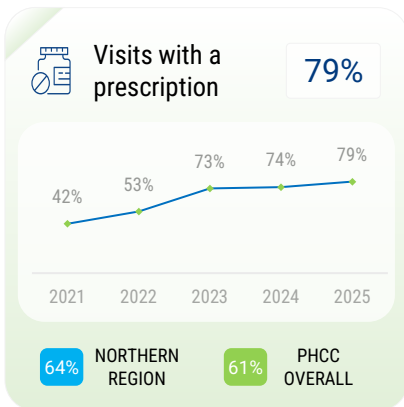 Visits with a
prescription
79%
42%
53%
73%
74%
79%
2021
2022
2023
2024
2025
64%
NORTHERN
REGION
61%
PHCC
OVERALL